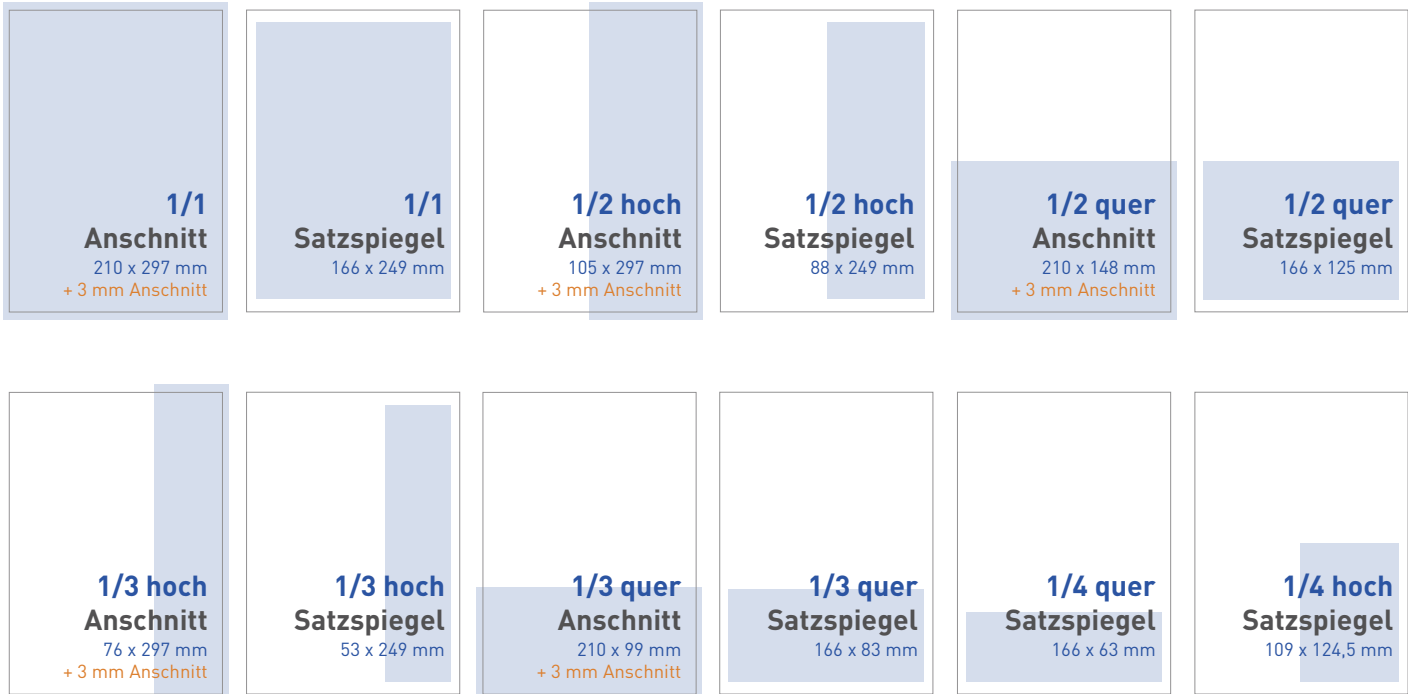 1/1
Anschnitt
210 x 297 mm
+ 3 mm Anschnitt
1/1
Satzspiegel
166 x 249 mm
1/2 hoch
Anschnitt
105 x 297 mm
+ 3 mm Anschnitt
1/2 hoch
Satzspiegel
88 x 249 mm
1/2 quer
Anschnitt
210 x 148 mm
+ 3 mm Anschnitt
1/2 quer
Satzspiegel
166 x 125 mm
1/3 hoch
Anschnitt
76 x 297 mm
+ 3 mm Anschnitt
1/3 hoch
Satzspiegel
53 x 249 mm
1/3 quer
Anschnitt
210 x 99 mm
+ 3 mm Anschnitt
1/3 quer
Satzspiegel
166 x 83 mm
1/4 quer
Satzspiegel
166 x 63 mm
1/4 hoch
Satzspiegel
109 x 124,5 mm